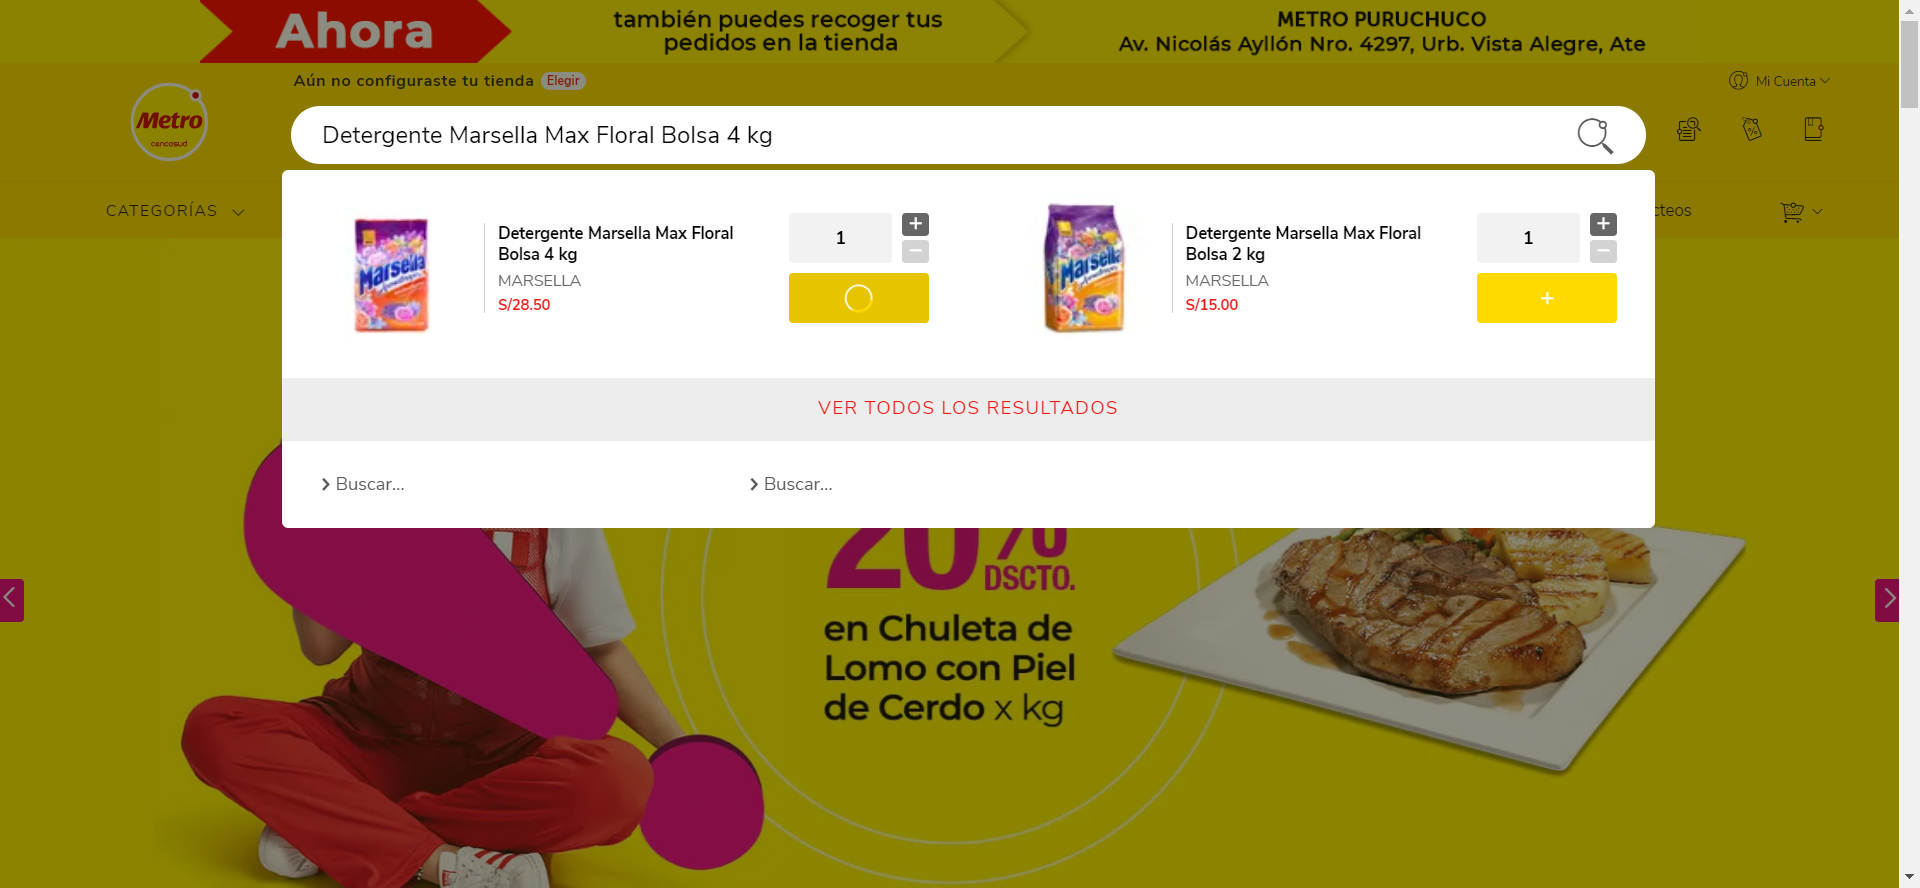 Ahora
también puedes recoger tus
pedidos en la tienda
METRO PURUCHUCO
Av. Nicolás Ayllón Nro. 4297, Urb. Vista Alegre, Ate
Aún no configuraste tu tienda Elegir
Mi Cuenta
Metro
cencosud
Detergente Marsella Max Floral Bolsa 4 kg
CATEGORÍAS
cteos
Marsella
Detergente Marsella Max Floral
Bolsa 4 kg
MARSELLA
S/28.50
1
+
−
Marsella
Detergente Marsella Max Floral
Bolsa 2 kg
MARSELLA
S/15.00
1
+
−
+
VER TODOS LOS RESULTADOS
Buscar...
Buscar...
20%
DSCTO.
en Chuleta de
Lomo con Piel
de Cerdo x kg